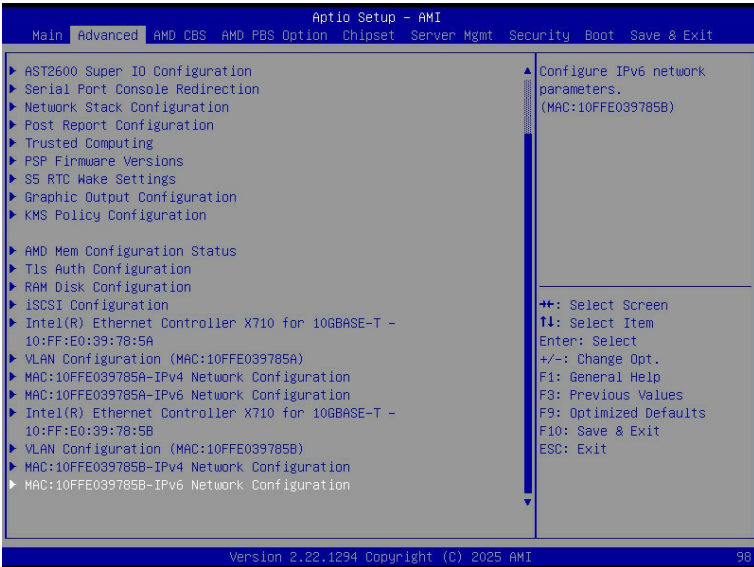 Aptio Setup – AMI
Main Advanced AMD CBS AMD PBS Option Chipset Server Mgmt Security Boot Save & Exit
AST2600 Super IO Configuration
Serial Port Console Redirection
Network Stack Configuration
Post Report Configuration
Trusted Computing
PSP Firmware Versions
S5 RTC Wake Settings
Graphic Output Configuration
KMS Policy Configuration
AMD Mem Configuration Status
Tls Auth Configuration
RAM Disk Configuration
iSCSI Configuration
Intel(R) Ethernet Controller X710 for 10GBASE-T –
10:FF:E0:39:78:5A
VLAN Configuration (MAC:10FFE039785A)
MAC:10FFE039785A-IPv4 Network Configuration
MAC:10FFE039785A-IPv6 Network Configuration
Intel(R) Ethernet Controller X710 for 10GBASE-T –
10:FF:E0:39:78:5B
VLAN Configuration (MAC:10FFE039785B)
MAC:10FFE039785B-IPv4 Network Configuration
MAC:10FFE039785B-IPv6 Network Configuration
Configure IPv6 network
parameters.
(MAC:10FFE039785B)
→←: Select Screen
↑↓: Select Item
Enter: Select
+/-: Change Opt.
F1: General Help
F3: Previous Values
F9: Optimized Defaults
F10: Save & Exit
ESC: Exit
Version 2.22.1294 Copyright (C) 2025 AMI
98